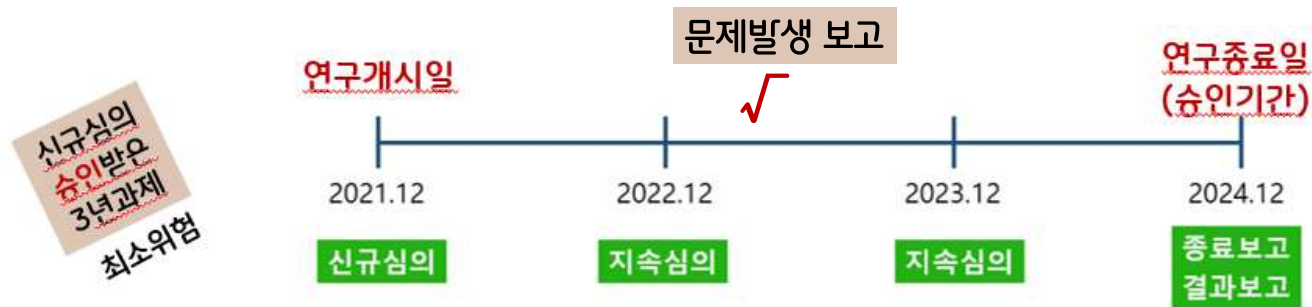 문제발생 보고
연구개시일
연구종료일
(승인기간)
신규심의
승인받은
3년과제
최소위험
2021.12
2022.12
2023.12
2024.12
신규심의
지속심의
지속심의
종료보고
결과보고